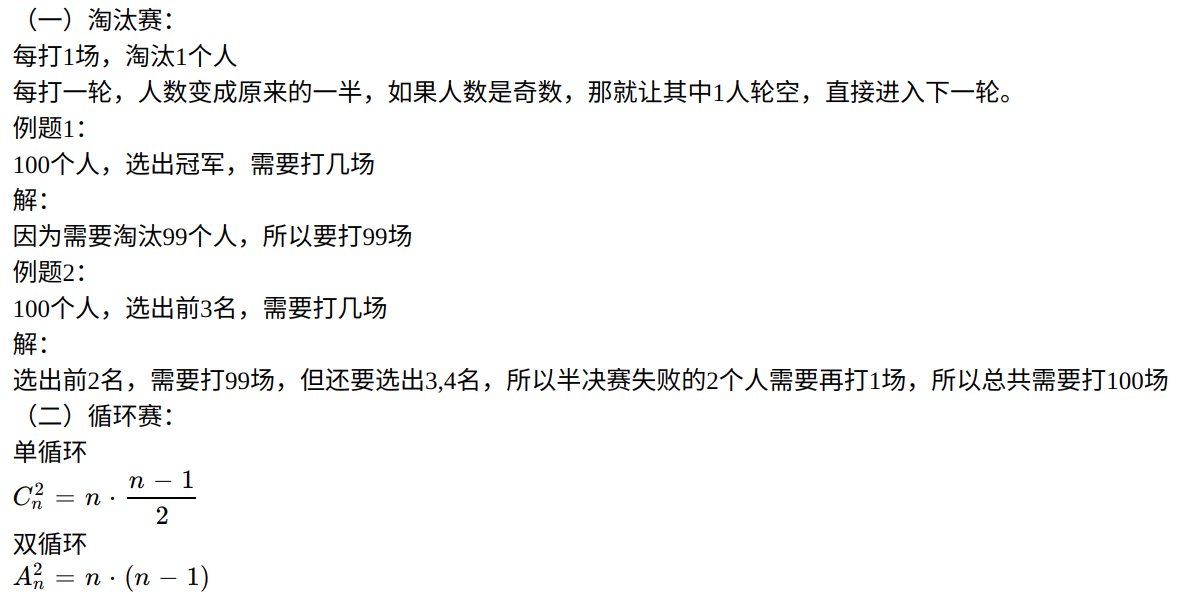 （一）淘汰赛：
每打1场，淘汰1个人
每打一轮，人数变成原来的一半，如果人数是奇数，那就让其中1人轮空，直接进入下一轮。
例题1：
100个人，选出冠军，需要打几场
解：
因为需要淘汰99个人，所以要打99场
例题2：
100个人，选出前3名，需要打几场
解：
选出前2名，需要打99场，但还要选出3,4名，所以半决赛失败的2个人需要再打1场，所以总共需要打100场
（二）循环赛：
单循环
$C_n^2 = n \cdot \frac{n-1}{2}$
双循环
$A_n^2 = n \cdot (n-1)$